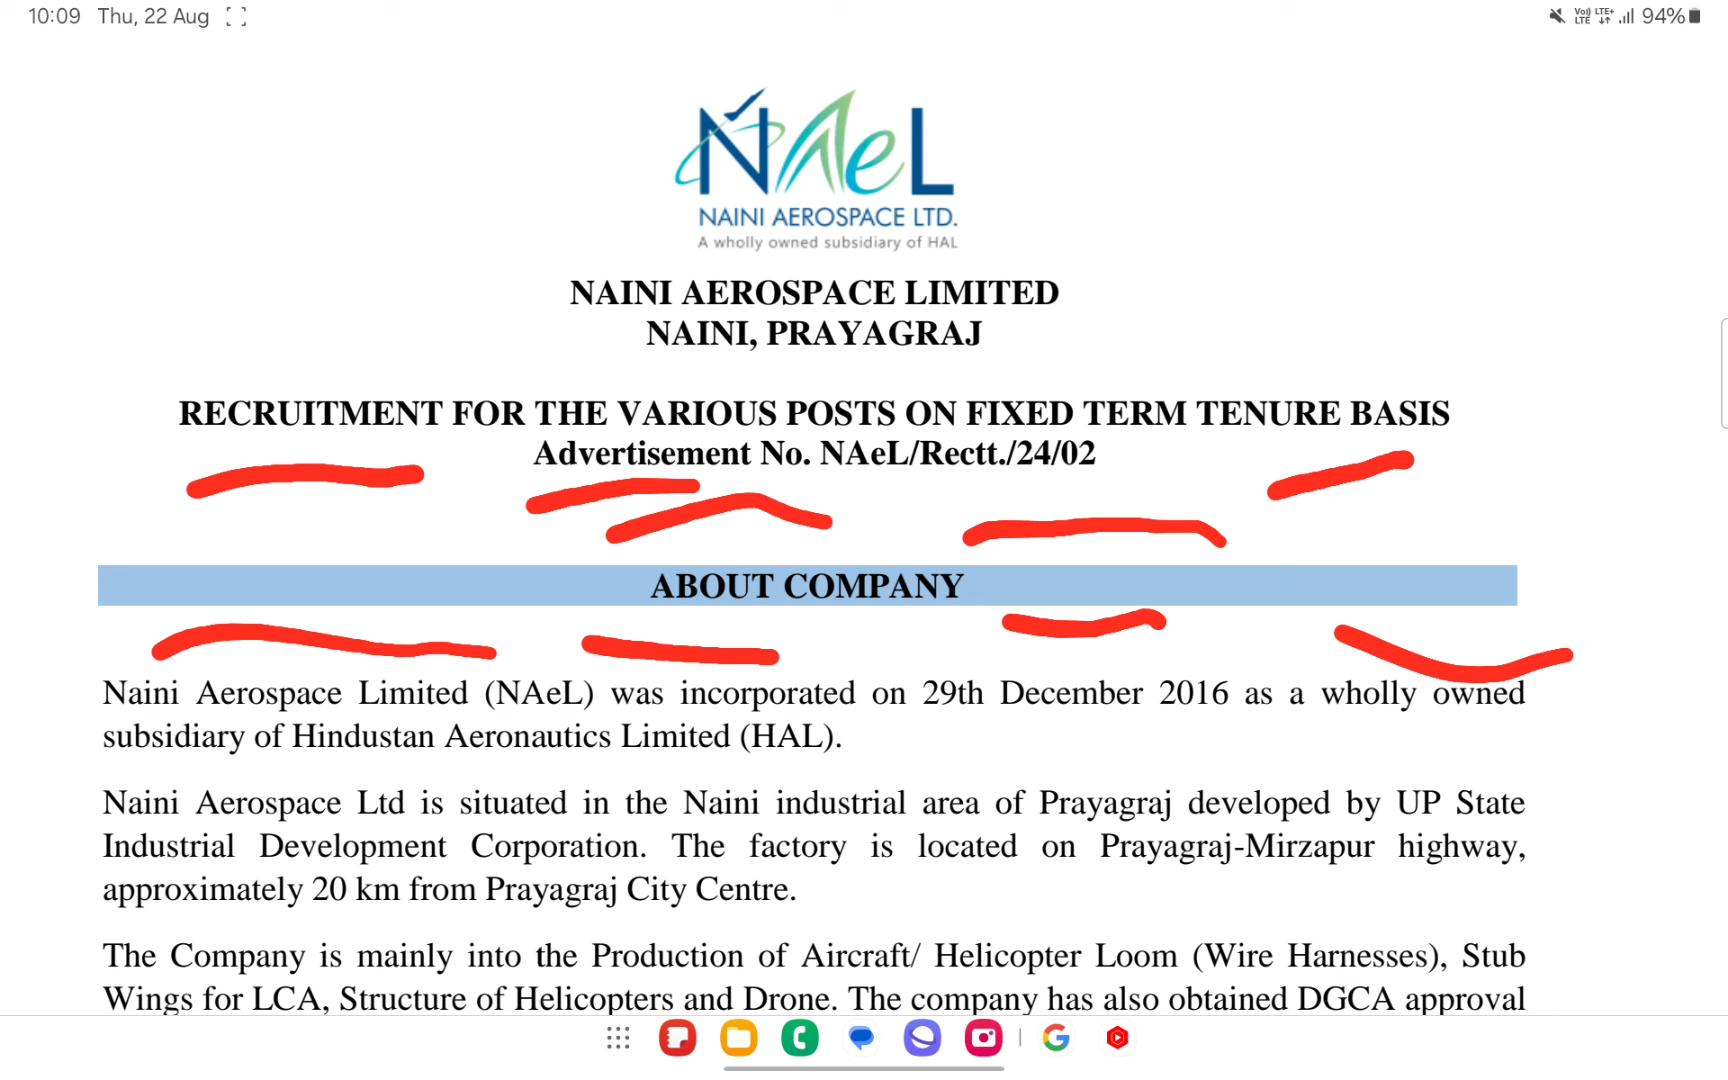 10:09 Thu, 22 Aug
Vo) LTE LTE+ 94%
NAeL
NAINI AEROSPACE LTD.
A wholly owned subsidiary of HAL
NAINI AEROSPACE LIMITED
NAINI, PRAYAGRAJ
RECRUITMENT FOR THE VARIOUS POSTS ON FIXED TERM TENURE BASIS
Advertisement No. NAeL/Rectt./24/02
ABOUT COMPANY
Naini Aerospace Limited (NAeL) was incorporated on 29th December 2016 as a wholly owned
subsidiary of Hindustan Aeronautics Limited (HAL).
Naini Aerospace Ltd is situated in the Naini industrial area of Prayagraj developed by UP State
Industrial Development Corporation. The factory is located on Prayagraj-Mirzapur highway,
approximately 20 km from Prayagraj City Centre.
The Company is mainly into the Production of Aircraft/ Helicopter Loom (Wire Harnesses), Stub
Wings for LCA, Structure of Helicopters and Drone. The company has also obtained DGCA approval